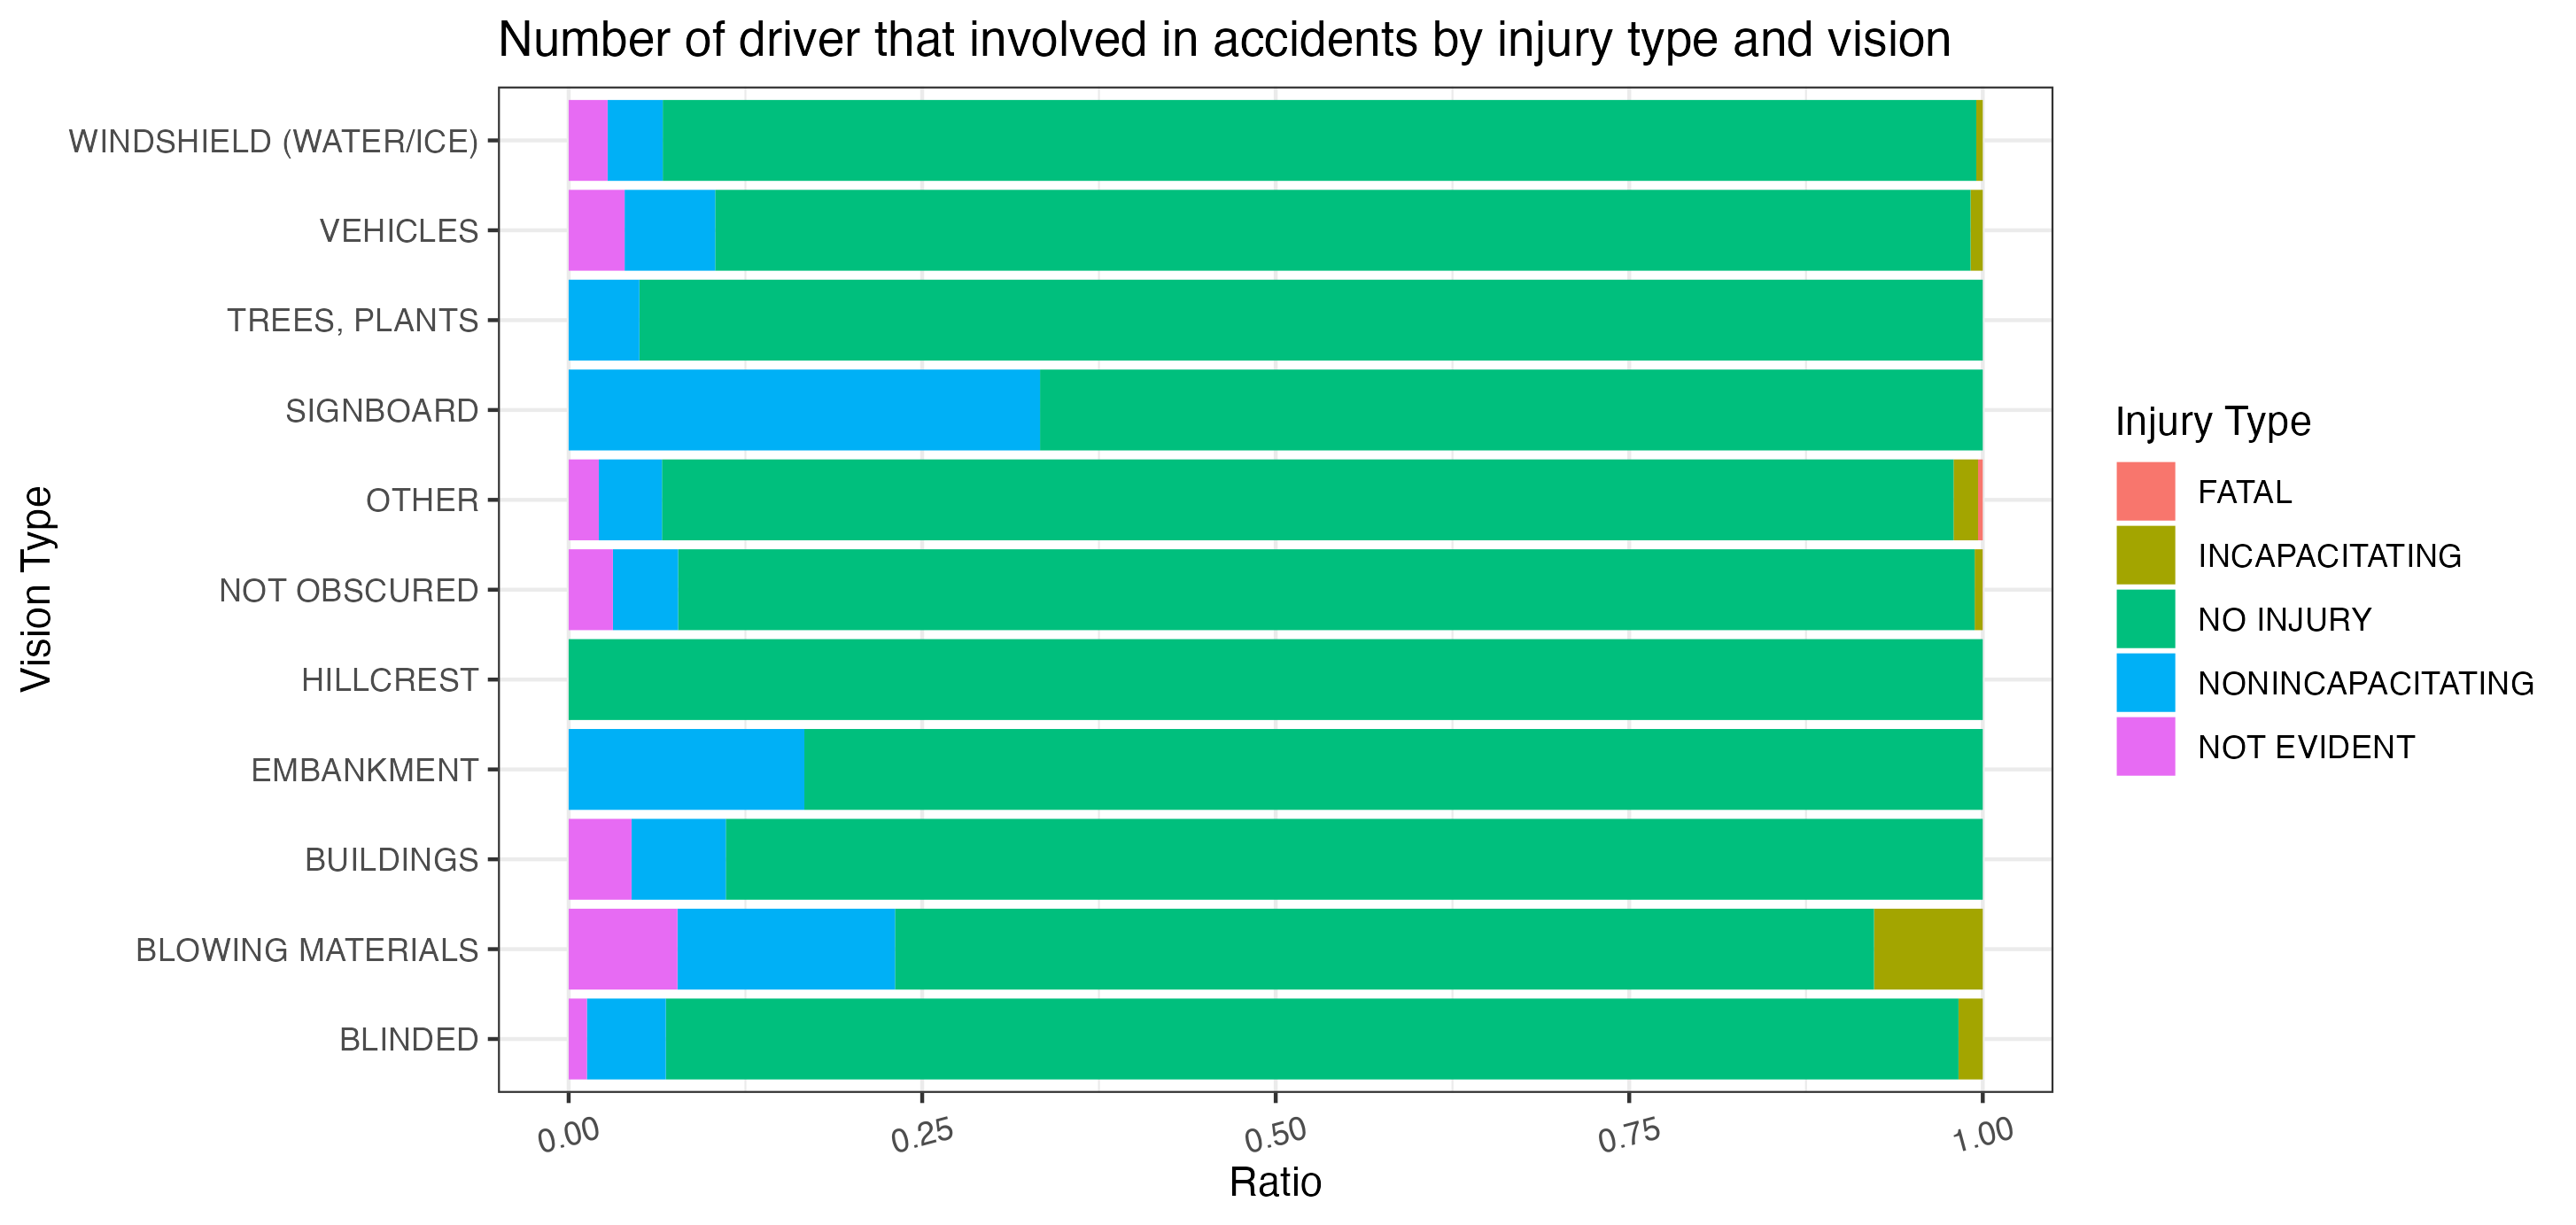 Number of driver that involved in accidents by injury type and vision
Vision Type
WINDSHIELD (WATER/ICE)
VEHICLES
TREES, PLANTS
SIGNBOARD
OTHER
NOT OBSCURED
HILLCREST
EMBANKMENT
BUILDINGS
BLOWING MATERIALS
BLINDED
0.00 0.25 0.50 0.75 1.00
Ratio
Injury Type
FATAL
INCAPACITATING
NO INJURY
NONINCAPACITATING
NOT EVIDENT